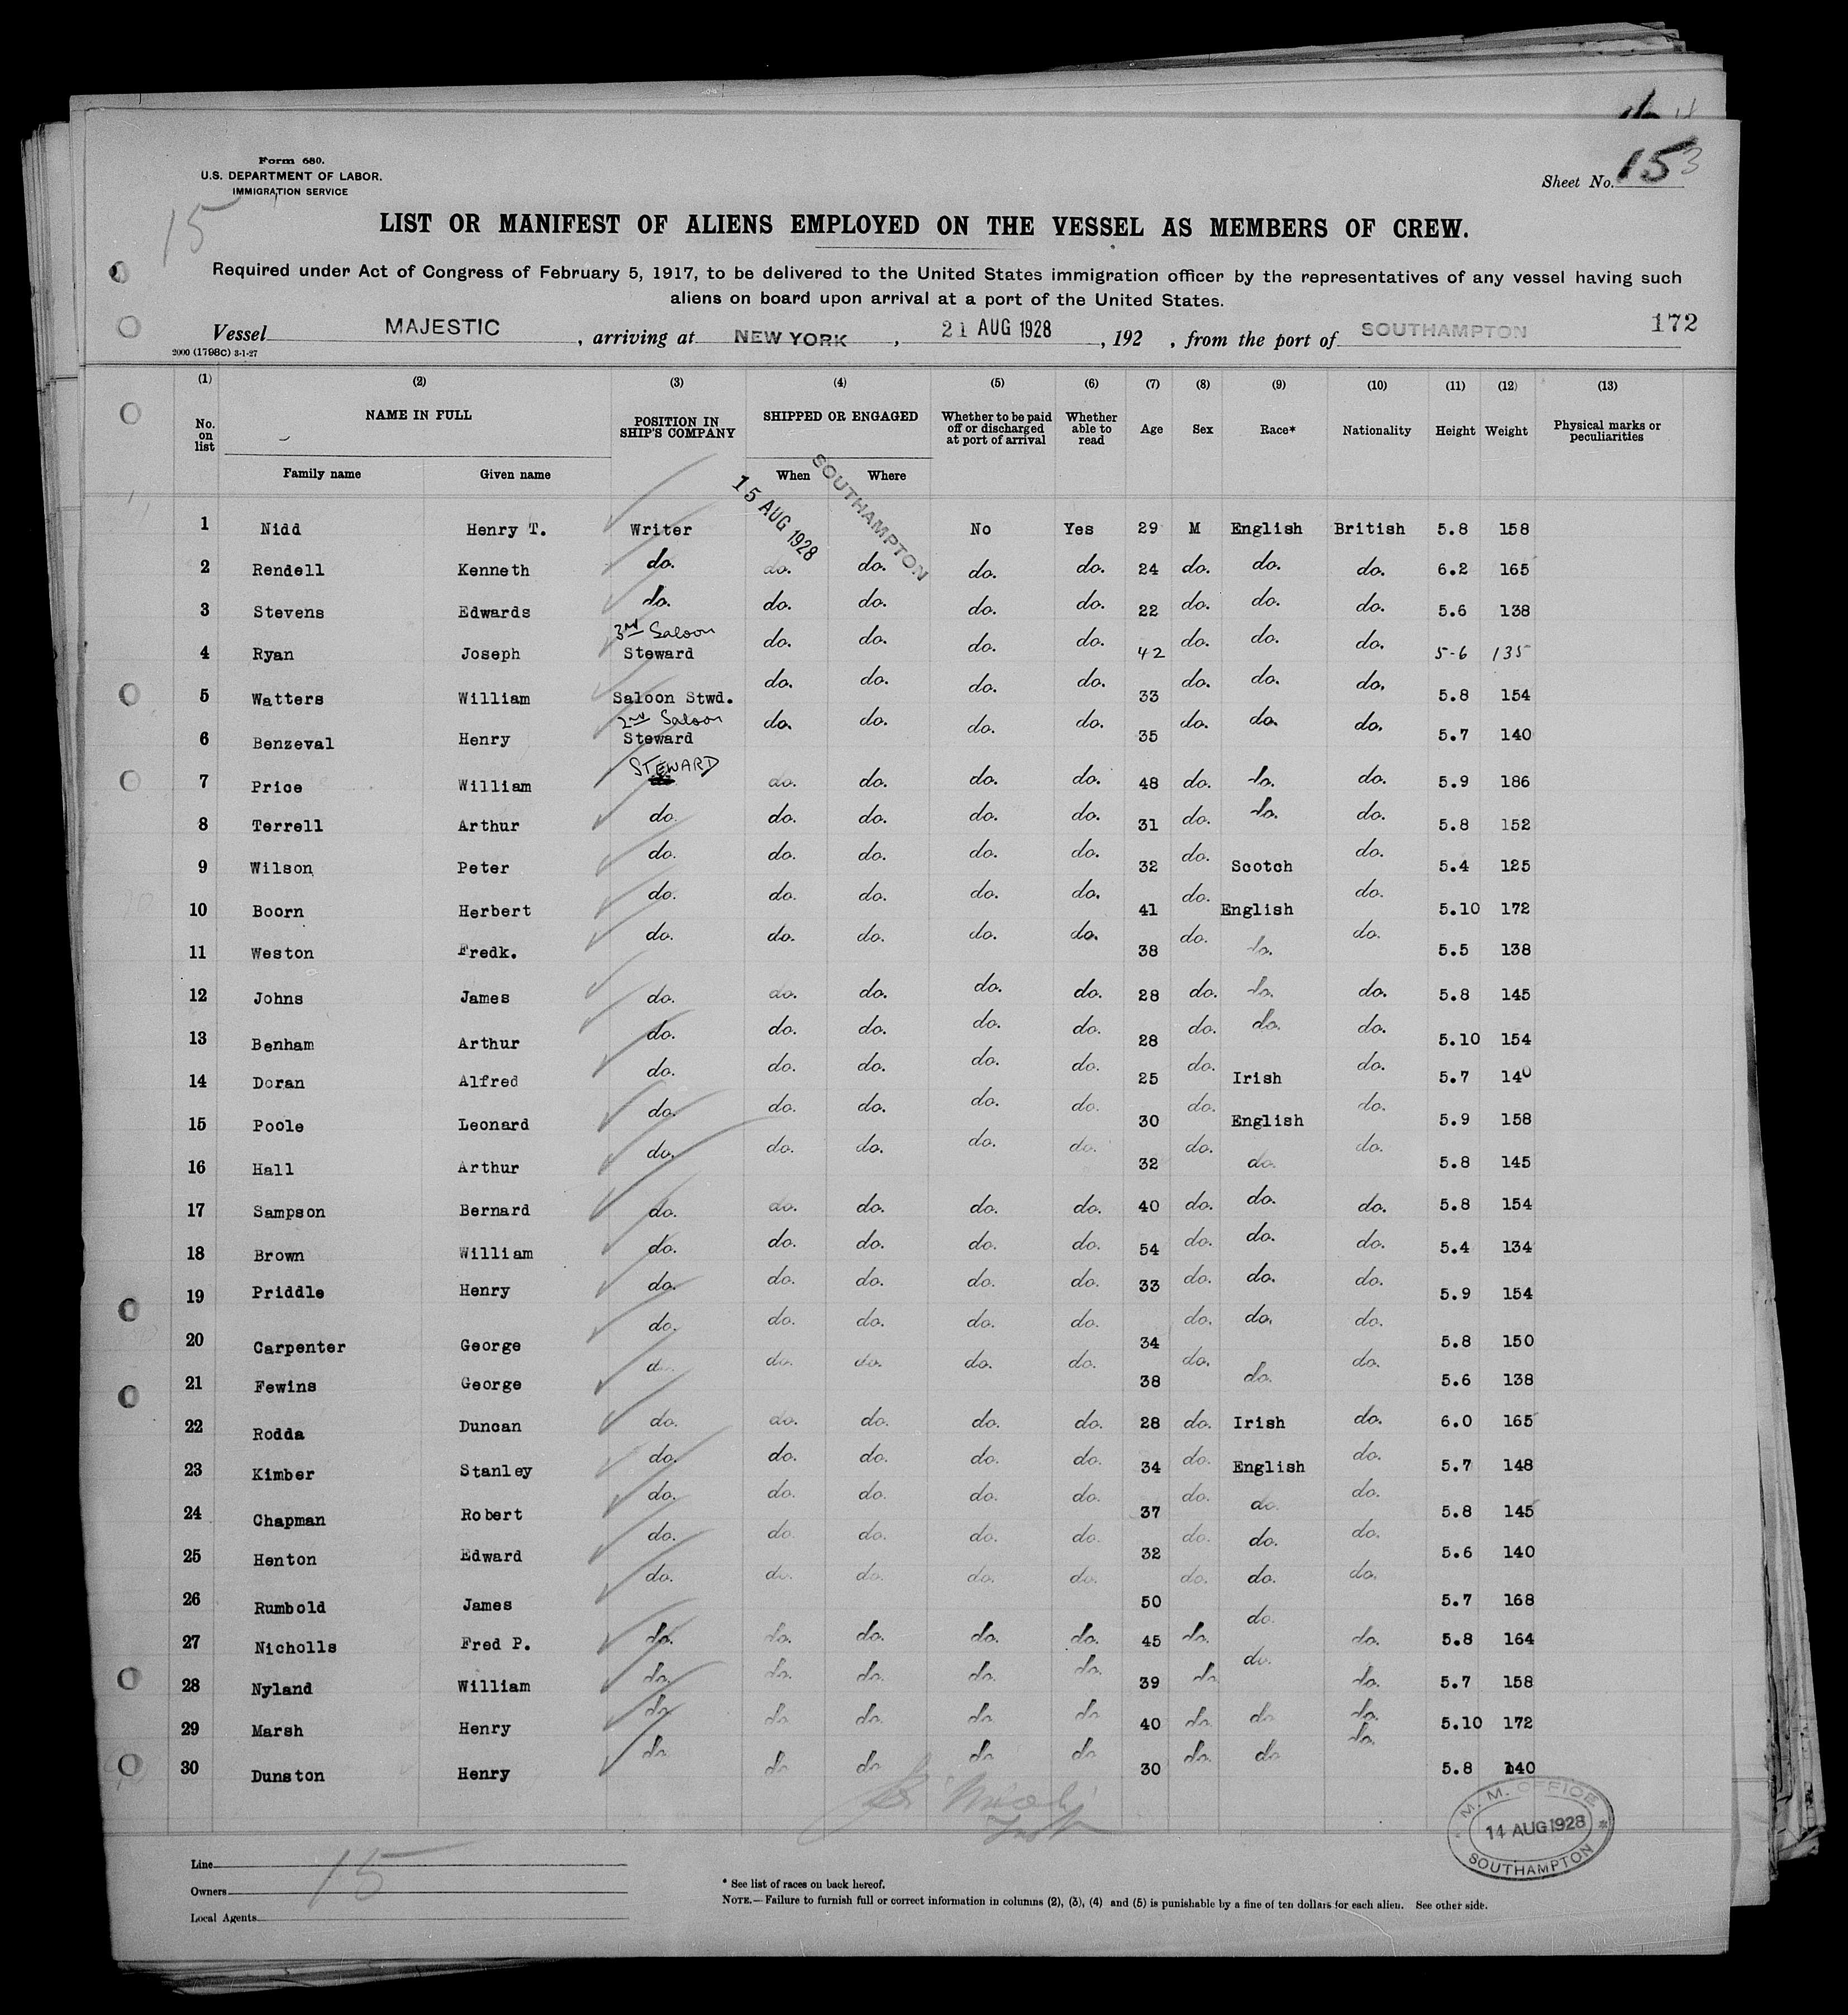 Form 680.
U.S. DEPARTMENT OF LABOR.
IMMIGRATION SERVICE
Sheet No. 153
15
LIST OR MANIFEST OF ALIENS EMPLOYED ON THE VESSEL AS MEMBERS OF CREW.
Required under Act of Congress of February 5, 1917, to be delivered to the United States immigration officer by the representatives of any vessel having such
aliens on board upon arrival at a port of the United States.
Vessel MAJESTIC , arriving at NEW YORK , 21 AUG 1928 , 192 , from the port of SOUTHAMPTON 172
2000 (1798C) 3-1-27
(1) (2) (3) (4) (5) (6) (7) (8) (9) (10) (11) (12) (13)
No. on list NAME IN FULL POSITION IN SHIP'S COMPANY SHIPPED OR ENGAGED Whether to be paid off or discharged at port of arrival Whether able to read Age Sex Race* Nationality Height Weight Physical marks or peculiarities
Family name Given name When Where
15 AUG 1928 SOUTHAMPTON
1 Nidd Henry T. Writer No Yes 29 M English British 5.8 158
2 Rendell Kenneth do. do. do. do. do. 24 do. do. do. 6.2 165
3 Stevens Edwards do. do. do. do. do. 22 do. do. do. 5.6 138
4 Ryan Joseph 3rd Saloon Steward do. do. do. do. 42 do. do. do. 5-6 135
5 Watters William Saloon Stwd. do. do. do. do. 33 do. do. do. 5.8 154
6 Benzeval Henry 2nd Saloon Steward do. do. do. do. 35 do. do. do. 5.7 140
7 Price William STEWARD do. do. do. do. 48 do. do. do. 5.9 186
8 Terrell Arthur do. do. do. do. do. 31 do. do. do. 5.8 152
9 Wilson Peter do. do. do. do. do. 32 do. Scotch do. 5.4 125
10 Boorn Herbert do. do. do. do. do. 41 do. English do. 5.10 172
11 Weston Fredk. do. do. do. do. do. 38 do. do. do. 5.5 138
12 Johns James do. do. do. do. do. 28 do. do. do. 5.8 145
13 Benham Arthur do. do. do. do. do. 28 do. do. do. 5.10 154
14 Doran Alfred do. do. do. do. do. 25 do. Irish do. 5.7 140
15 Poole Leonard do. do. do. do. do. 30 do. English do. 5.9 158
16 Hall Arthur do. do. do. do. do. 32 do. do. do. 5.8 145
17 Sampson Bernard do. do. do. do. do. 40 do. do. do. 5.8 154
18 Brown William do. do. do. do. do. 54 do. do. do. 5.4 134
19 Priddle Henry do. do. do. do. do. 33 do. do. do. 5.9 154
20 Carpenter George do. do. do. do. do. 34 do. do. do. 5.8 150
21 Fewins George do. do. do. do. do. 38 do. do. do. 5.6 138
22 Rodda Duncan do. do. do. do. do. 28 do. Irish do. 6.0 165
23 Kimber Stanley do. do. do. do. do. 34 do. English do. 5.7 148
24 Chapman Robert do. do. do. do. do. 37 do. do. do. 5.8 145
25 Henton Edward do. do. do. do. do. 32 do. do. do. 5.6 140
26 Rumbold James do. do. do. do. do. 50 do. do. do. 5.7 168
27 Nicholls Fred P. do. do. do. do. do. 45 do. do. do. 5.8 164
28 Nyland William do. do. do. do. do. 39 do. do. do. 5.7 158
29 Marsh Henry do. do. do. do. do. 40 do. do. do. 5.10 172
30 Dunston Henry do. do. do. do. do. 30 do. do. do. 5.8 140
M. M. OFFICE
14 AUG 1928
SOUTHAMPTON
Line
15
Owners
Local Agents
* See list of races on back hereof.
NOTE.—Failure to furnish full or correct information in columns (2), (3), (4) and (5) is punishable by a fine of ten dollars for each alien. See other side.